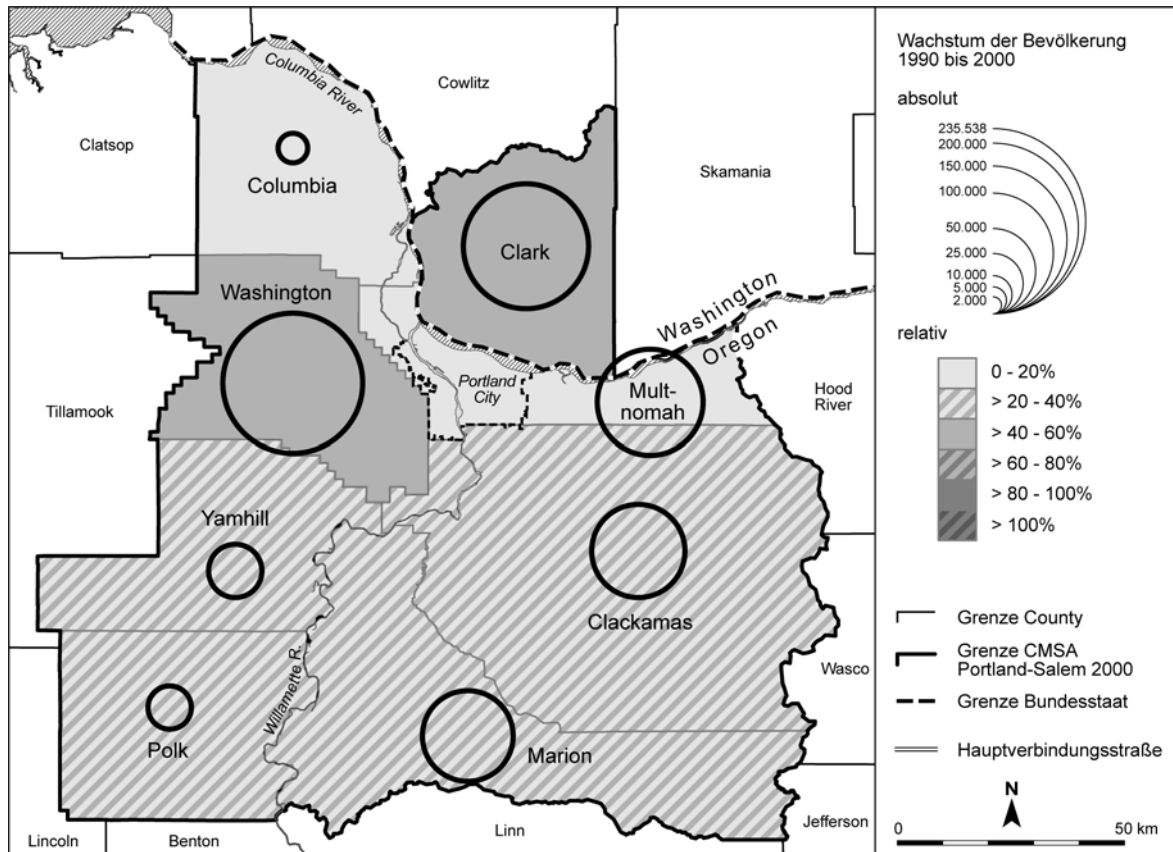 Columbia River
Cowlitz
Clatsop
Skamania
Columbia
Clark
Washington
Washington
Oregon
Portland
City
Mult-
nomah
Hood
River
Tillamook
Yamhill
Clackamas
Willamette R.
Wasco
Polk
Marion
Lincoln
Benton
Linn
Jefferson
Wachstum der Bevölkerung
1990 bis 2000
absolut
235.538
200.000
150.000
100.000
50.000
25.000
10.000
5.000
2.000
relativ
0 - 20%
> 20 - 40%
> 40 - 60%
> 60 - 80%
> 80 - 100%
> 100%
Grenze County
Grenze CMSA
Portland-Salem 2000
Grenze Bundesstaat
Hauptverbindungsstraße
N
0 50 km